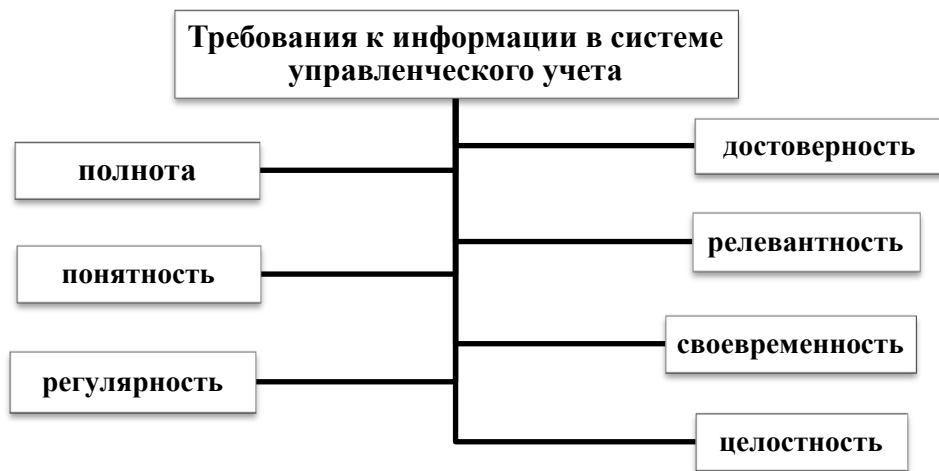 Требования к информации в системе
управленческого учета
полнота
достоверность
понятность
релевантность
регулярность
своевременность
целостность